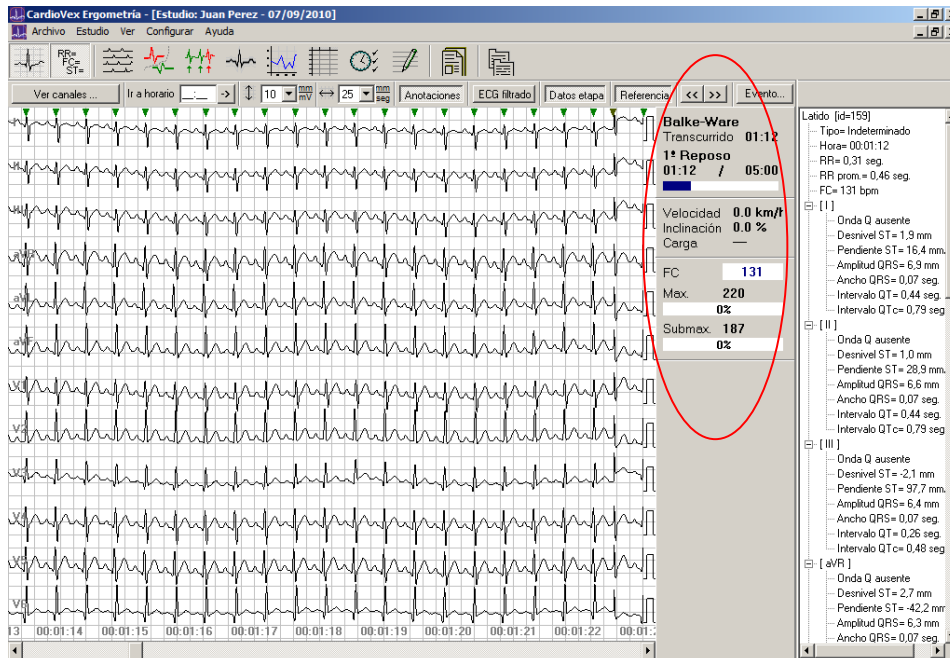 CardioVex Ergometría - [Estudio: Juan Perez - 07/09/2010]
Archivo Estudio Ver Configurar Ayuda
RR=
FC=
ST=
Ver canales ... Ir a horario __:__ -> 10 mm/mV 25 mm/seg Anotaciones ECG filtrado Datos etapa Referencia << >> Evento...
I
II
III
aVR
aVL
aVF
V1
V2
V3
V4
V5
V6
13 00:01:14 00:01:15 00:01:16 00:01:17 00:01:18 00:01:19 00:01:20 00:01:21 00:01:22 00:01:2
Balke-Ware
Transcurrido 01:12
1ª Reposo
01:12 / 05:00
Velocidad 0.0 km/h
Inclinación 0.0 %
Carga —
FC 131
Max. 220
0%
Submax. 187
0%
Latido [id=159]
Tipo= Indeterminado
Hora= 00:01:12
RR= 0,31 seg.
RR prom.= 0,46 seg.
FC= 131 bpm
[ I ]
Onda Q ausente
Desnivel ST= 1,9 mm
Pendiente ST= 16,4 mm.
Amplitud QRS= 6,9 mm
Ancho QRS= 0,07 seg.
Intervalo QT= 0,44 seg.
Intervalo QTc= 0,79 seg
[ II ]
Onda Q ausente
Desnivel ST= 1,0 mm
Pendiente ST= 28,9 mm.
Amplitud QRS= 6,6 mm
Ancho QRS= 0,07 seg.
Intervalo QT= 0,44 seg.
Intervalo QTc= 0,79 seg
[ III ]
Onda Q ausente
Desnivel ST= -2,1 mm
Pendiente ST= 97,7 mm.
Amplitud QRS= 6,4 mm
Ancho QRS= 0,07 seg.
Intervalo QT= 0,26 seg.
Intervalo QTc= 0,48 seg
[ aVR ]
Onda Q ausente
Desnivel ST= 2,7 mm
Pendiente ST= -42,2 mm
Amplitud QRS= 6,3 mm
Ancho QRS= 0,07 seg.